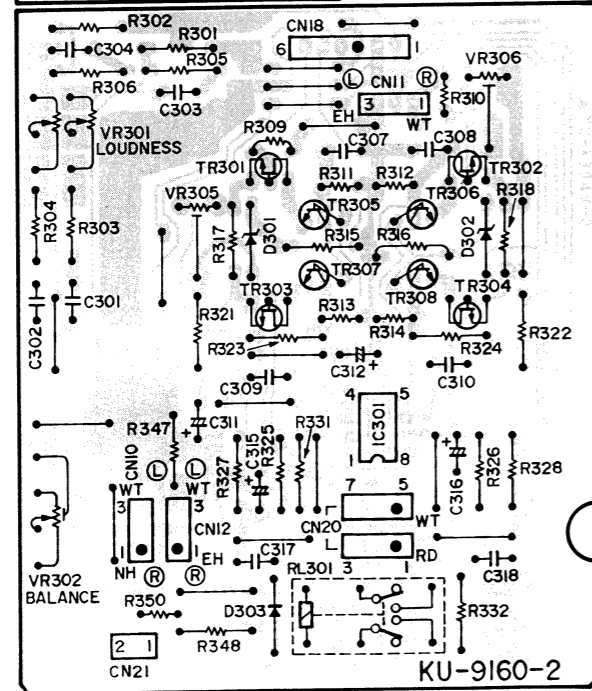 R302
C304
R301
R305
R306
C303
CN18
6 1
L CN11 R
3 1
EH WT
R310
VR306
VR301
LOUDNESS
R309
C307
C308
TR301
TR302
R311 R312
TR306
R318
VR305
TR305
R304
R303
R317
D301
R315
R316
D302
TR307
TR308
TR303
TR304
C302
C301
R321
R313
R314
R322
R323
R324
C312 +
C309
C310
4 5
IC301
1 8
R347
+ C311
CN10
L L
WT WT
3 3
CN12
1 1
NH EH
R R
R327
+ C315
R325
R331
7 5
CN20 WT
RD
3 1
+
C316
R326
R328
C317
C318
RL301
VR302
BALANCE
R350
D303
R332
2 1
CN21
R348
KU-9160-2